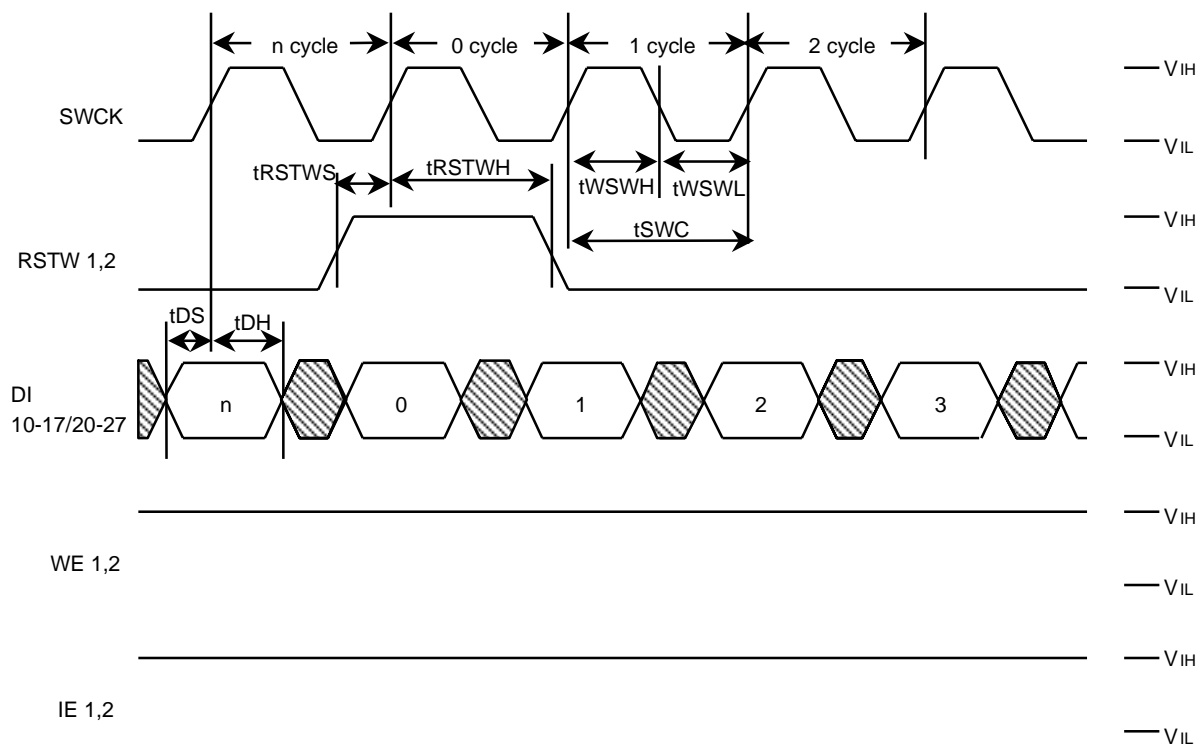 n cycle 0 cycle 1 cycle 2 cycle
VIH
SWCK
VIL
tRSTWS tRSTWH tWSWH tWSWL
VIH
tSWC
RSTW 1,2
VIL
tDS tDH
VIH
DI
n 0 1 2 3
10-17/20-27
VIL
VIH
WE 1,2
VIL
VIH
IE 1,2
VIL